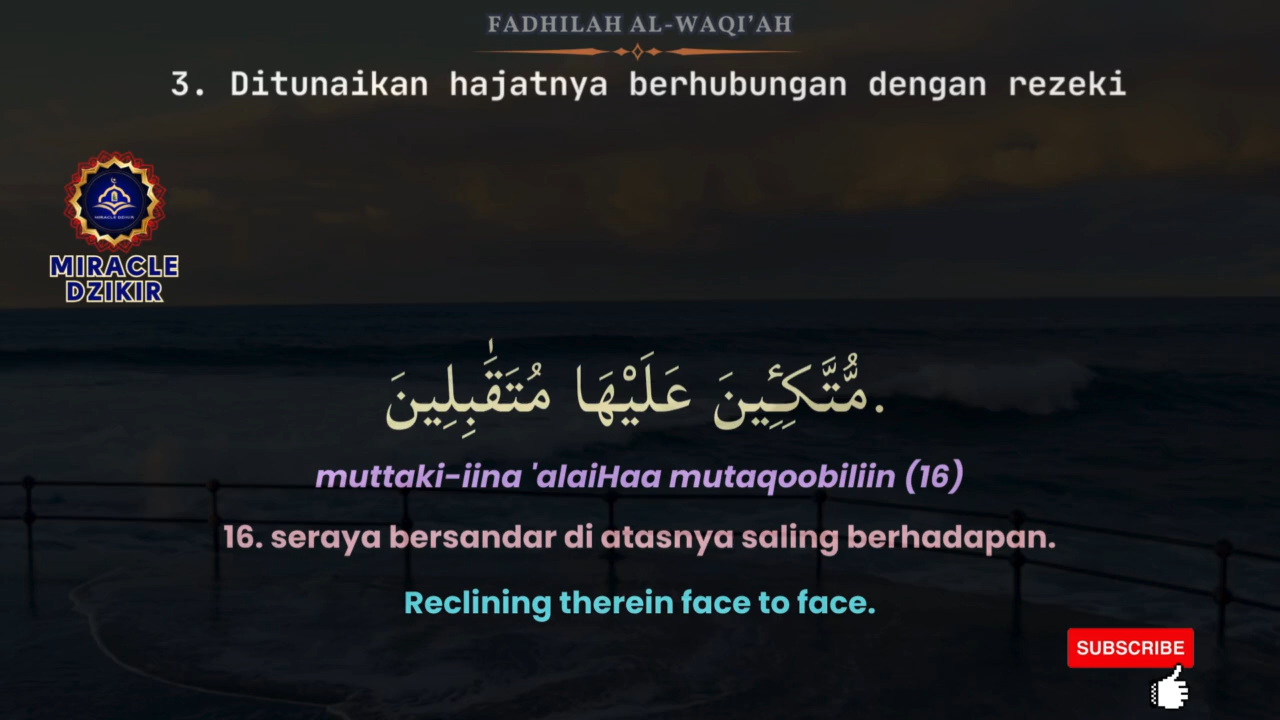 FADHILAH AL-WAQI'AH
3. Ditunaikan hajatnya berhubungan dengan rezeki
MIRACLE
DZIKIR
مُّتَّكِـِٔينَ عَلَيْهَا مُتَقَٰبِلِينَ.
muttaki-iina 'alaiHaa mutaqoobiliin (16)
16. seraya bersandar di atasnya saling berhadapan.
Reclining therein face to face.
SUBSCRIBE